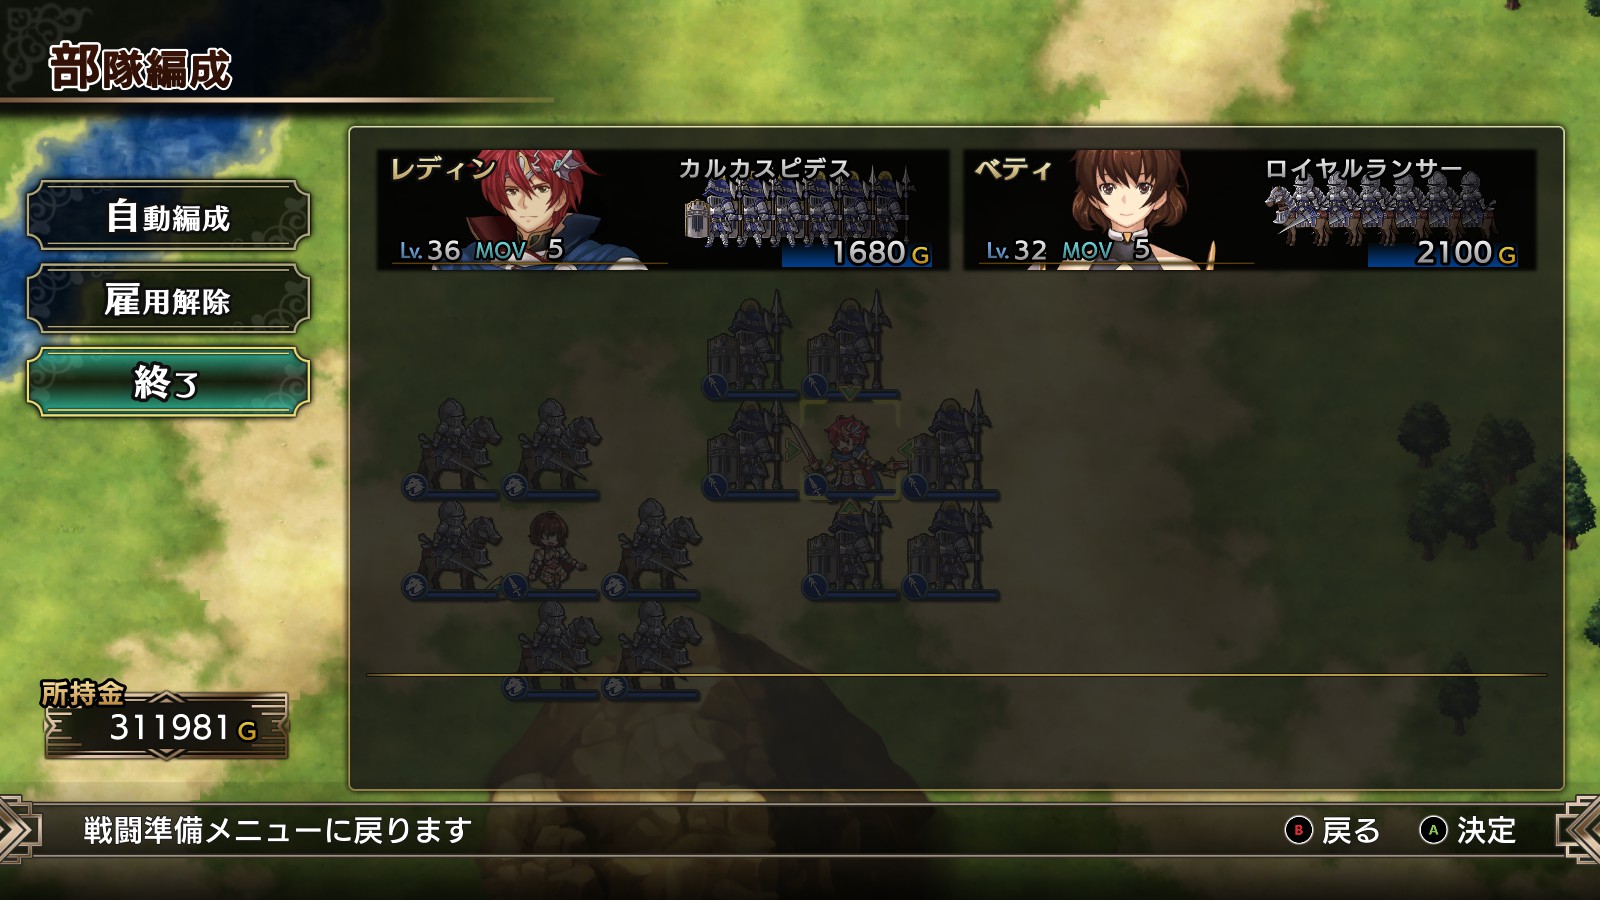 部隊編成
自動編成
雇用解除
終了
レディン
カルカスピデス
Lv.36 MOV 5
1680 G
ベティ
ロイヤルランサー
Lv.32 MOV 5
2100 G
所持金
311981 G
戦闘準備メニューに戻ります
B 戻る A 決定